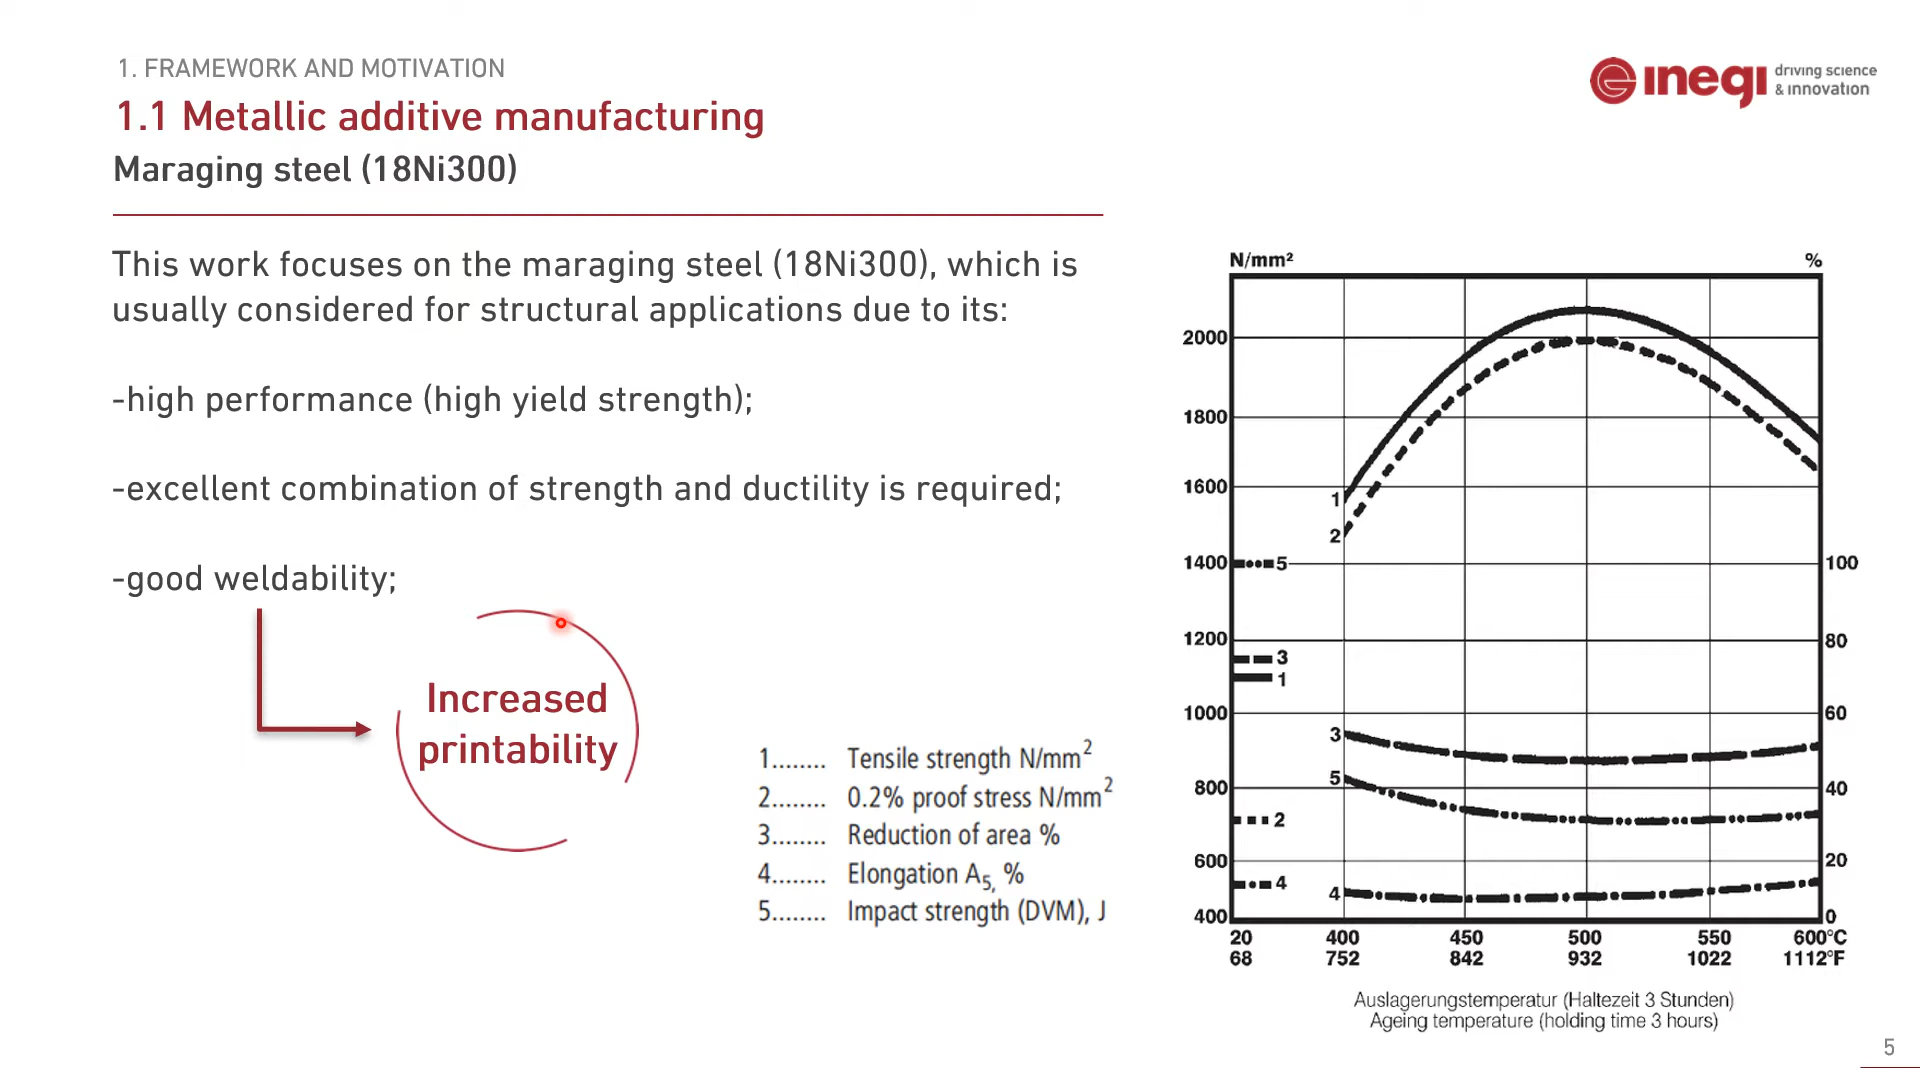 1. FRAMEWORK AND MOTIVATION
1.1 Metallic additive manufacturing
Maraging steel (18Ni300)
inegi driving science
& innovation
This work focuses on the maraging steel (18Ni300), which is
usually considered for structural applications due to its:
-high performance (high yield strength);
-excellent combination of strength and ductility is required;
-good weldability;
Increased
printability
1........ Tensile strength N/mm²
2........ 0.2% proof stress N/mm²
3........ Reduction of area %
4........ Elongation A5, %
5........ Impact strength (DVM), J
N/mm² %
2000
1800
1600
1
2
1400 5 100
1200 80
3
1
1000 60
3
5
800 40
2
600 20
4 4
400 0
20 400 450 500 550 600°C
68 752 842 932 1022 1112°F
Auslagerungstemperatur (Haltezeit 3 Stunden)
Ageing temperature (holding time 3 hours)
5